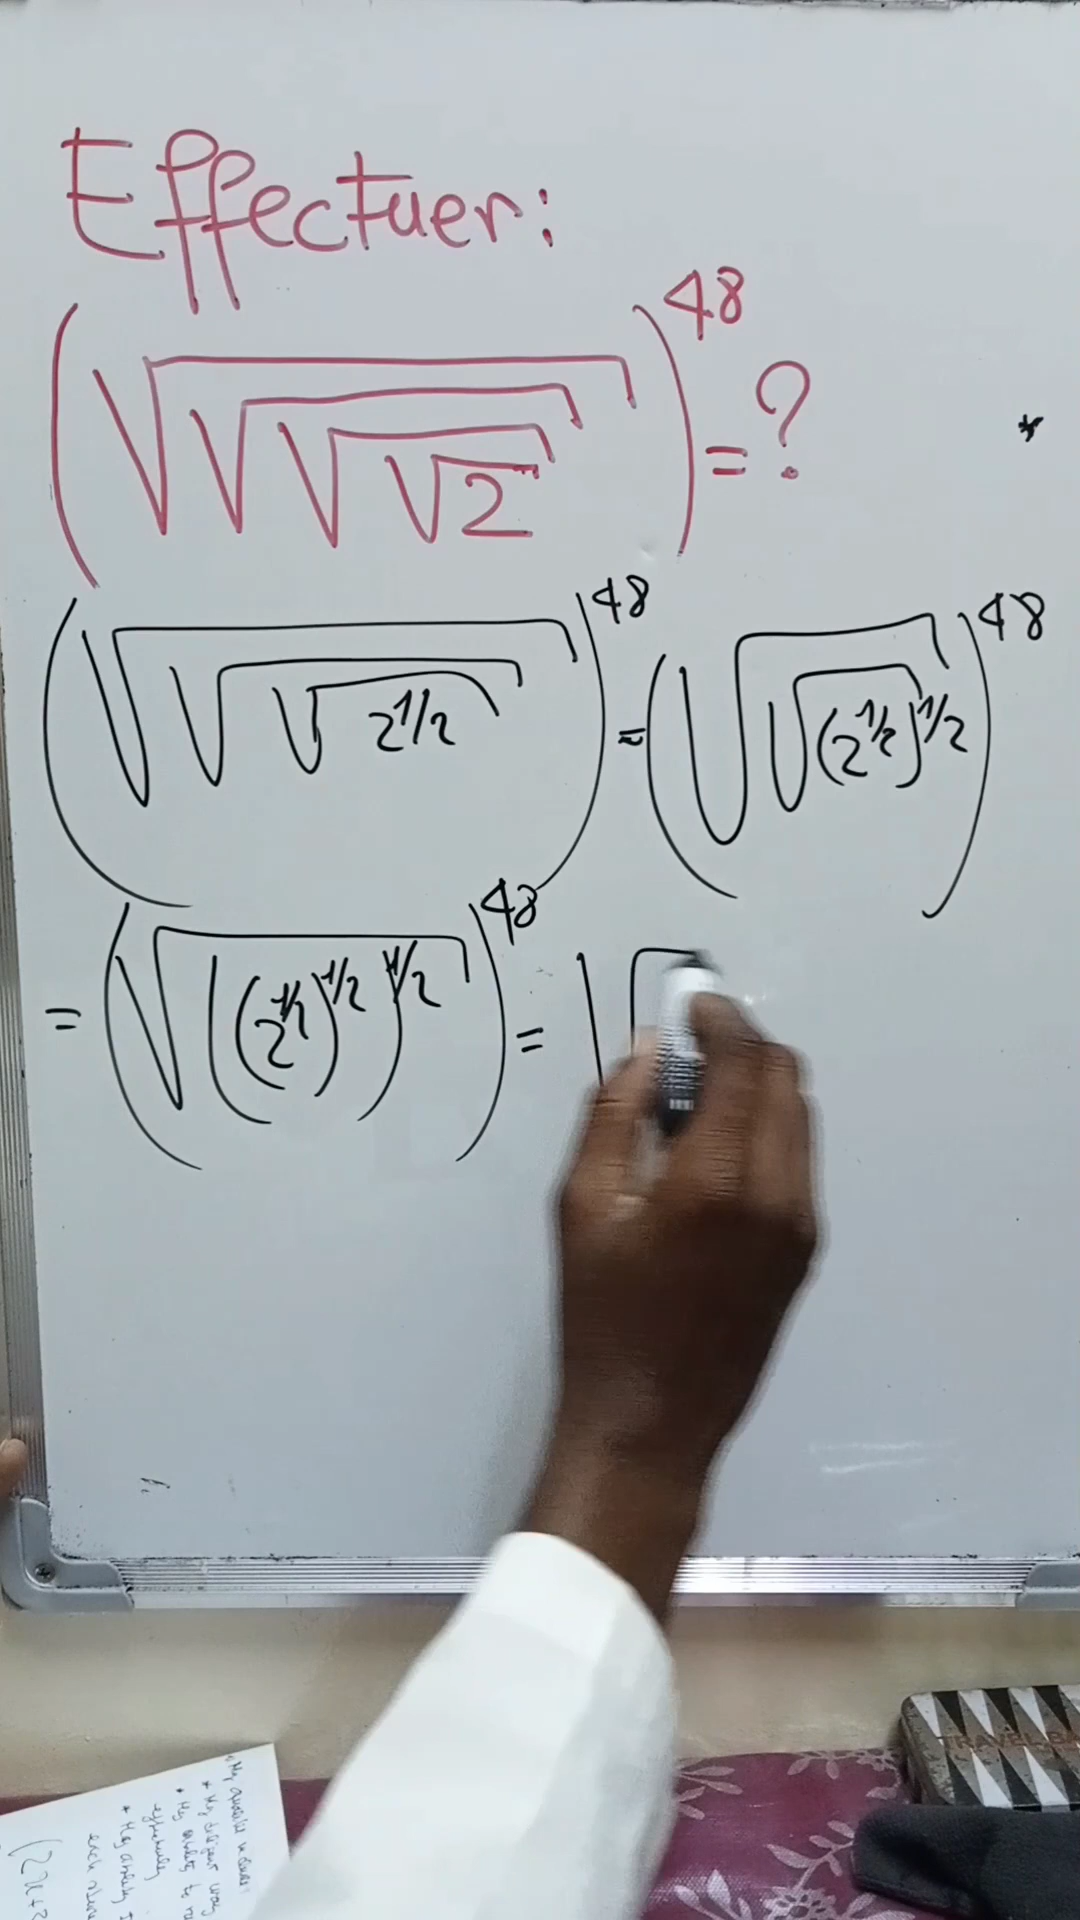 Effectuer:
(√√√√2)^48 = ?
(√√√2^1/2)^48 = (√√(2^1/2)^1/2)^48
= (√((2^1/2)^1/2)^1/2)^48 = √
TRAVEL